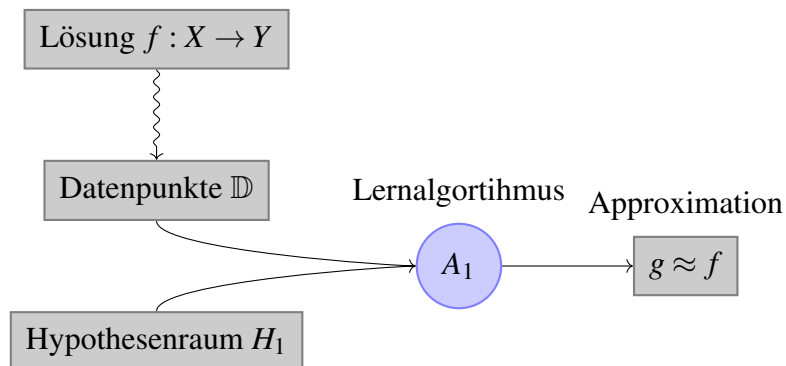 Lösung f : X → Y
Datenpunkte 𝔻
Lernalgortihmus
Approximation
A₁
g ≈ f
Hypothesenraum H₁